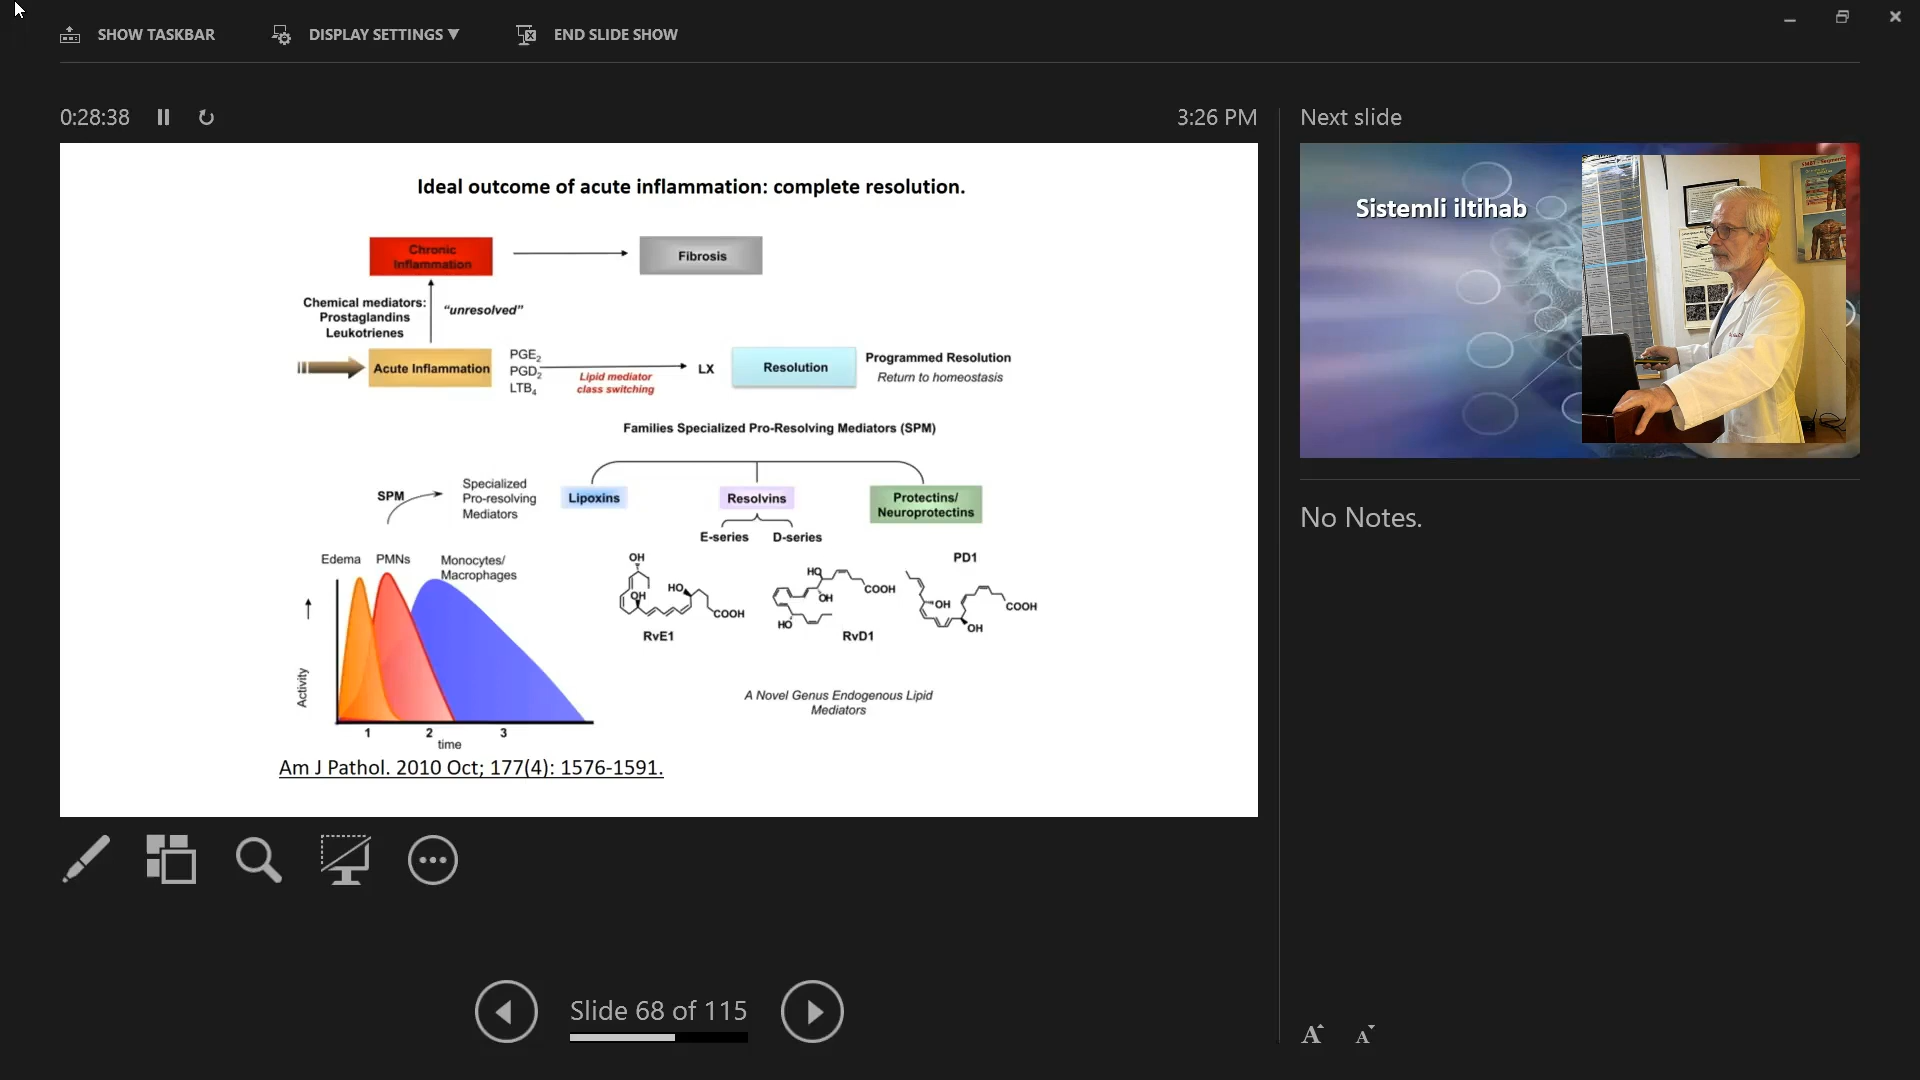 SHOW TASKBAR
DISPLAY SETTINGS ▼
END SLIDE SHOW
0:28:38
3:26 PM
Next slide
Ideal outcome of acute inflammation: complete resolution.
Chronic
Inflammation
Fibrosis
Chemical mediators:
Prostaglandins
Leukotrienes
“unresolved”
Acute Inflammation
PGE2
PGD2
LTB4
Lipid mediator
class switching
LX
Resolution
Programmed Resolution
Return to homeostasis
Families Specialized Pro-Resolving Mediators (SPM)
SPM
Specialized
Pro-resolving
Mediators
Lipoxins
Resolvins
Protectins/
Neuroprotectins
E-series
D-series
Edema
PMNs
Monocytes/
Macrophages
Activity
1
2
3
time
OH
OH
HO
COOH
RvE1
HO
OH
COOH
HO
RvD1
PD1
OH
COOH
OH
A Novel Genus Endogenous Lipid
Mediators
Am J Pathol. 2010 Oct; 177(4): 1576-1591.
Sistemli iltihab
No Notes.
Slide 68 of 115
A
A